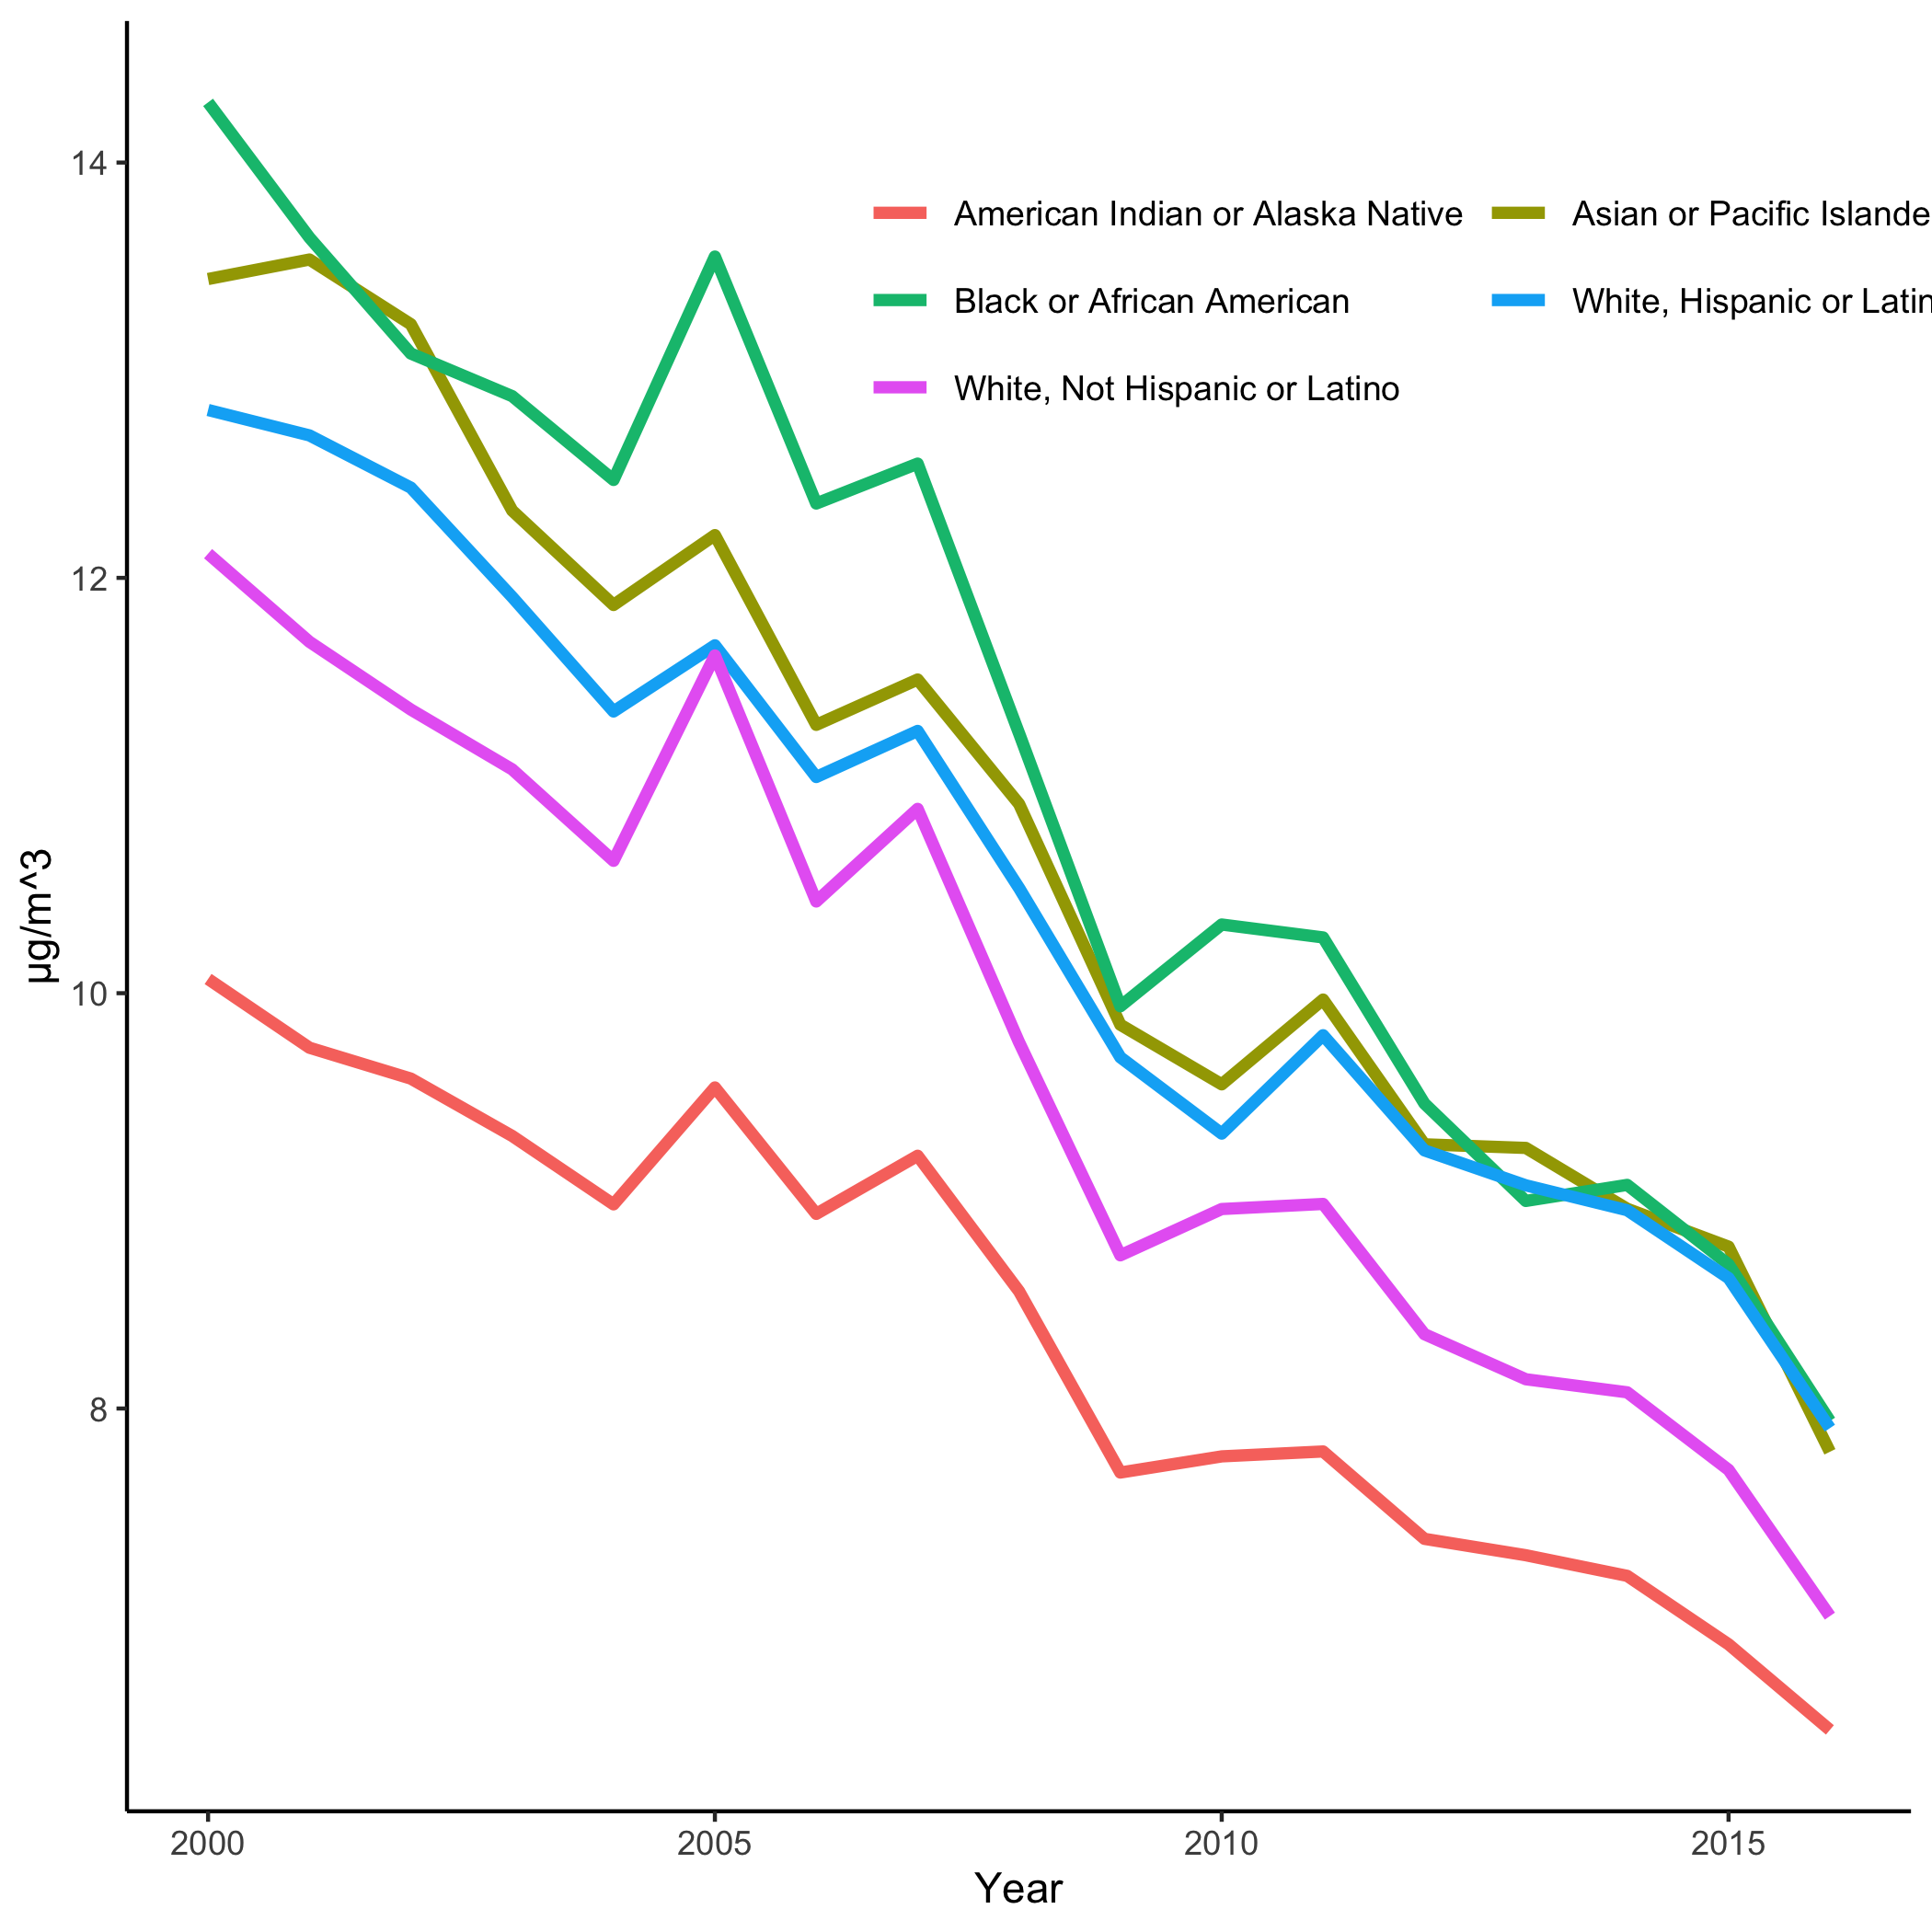 14
12
10
8
µg/m^3
American Indian or Alaska Native
Asian or Pacific Islande
Black or African American
White, Hispanic or Latin
White, Not Hispanic or Latino
2000
2005
2010
2015
Year